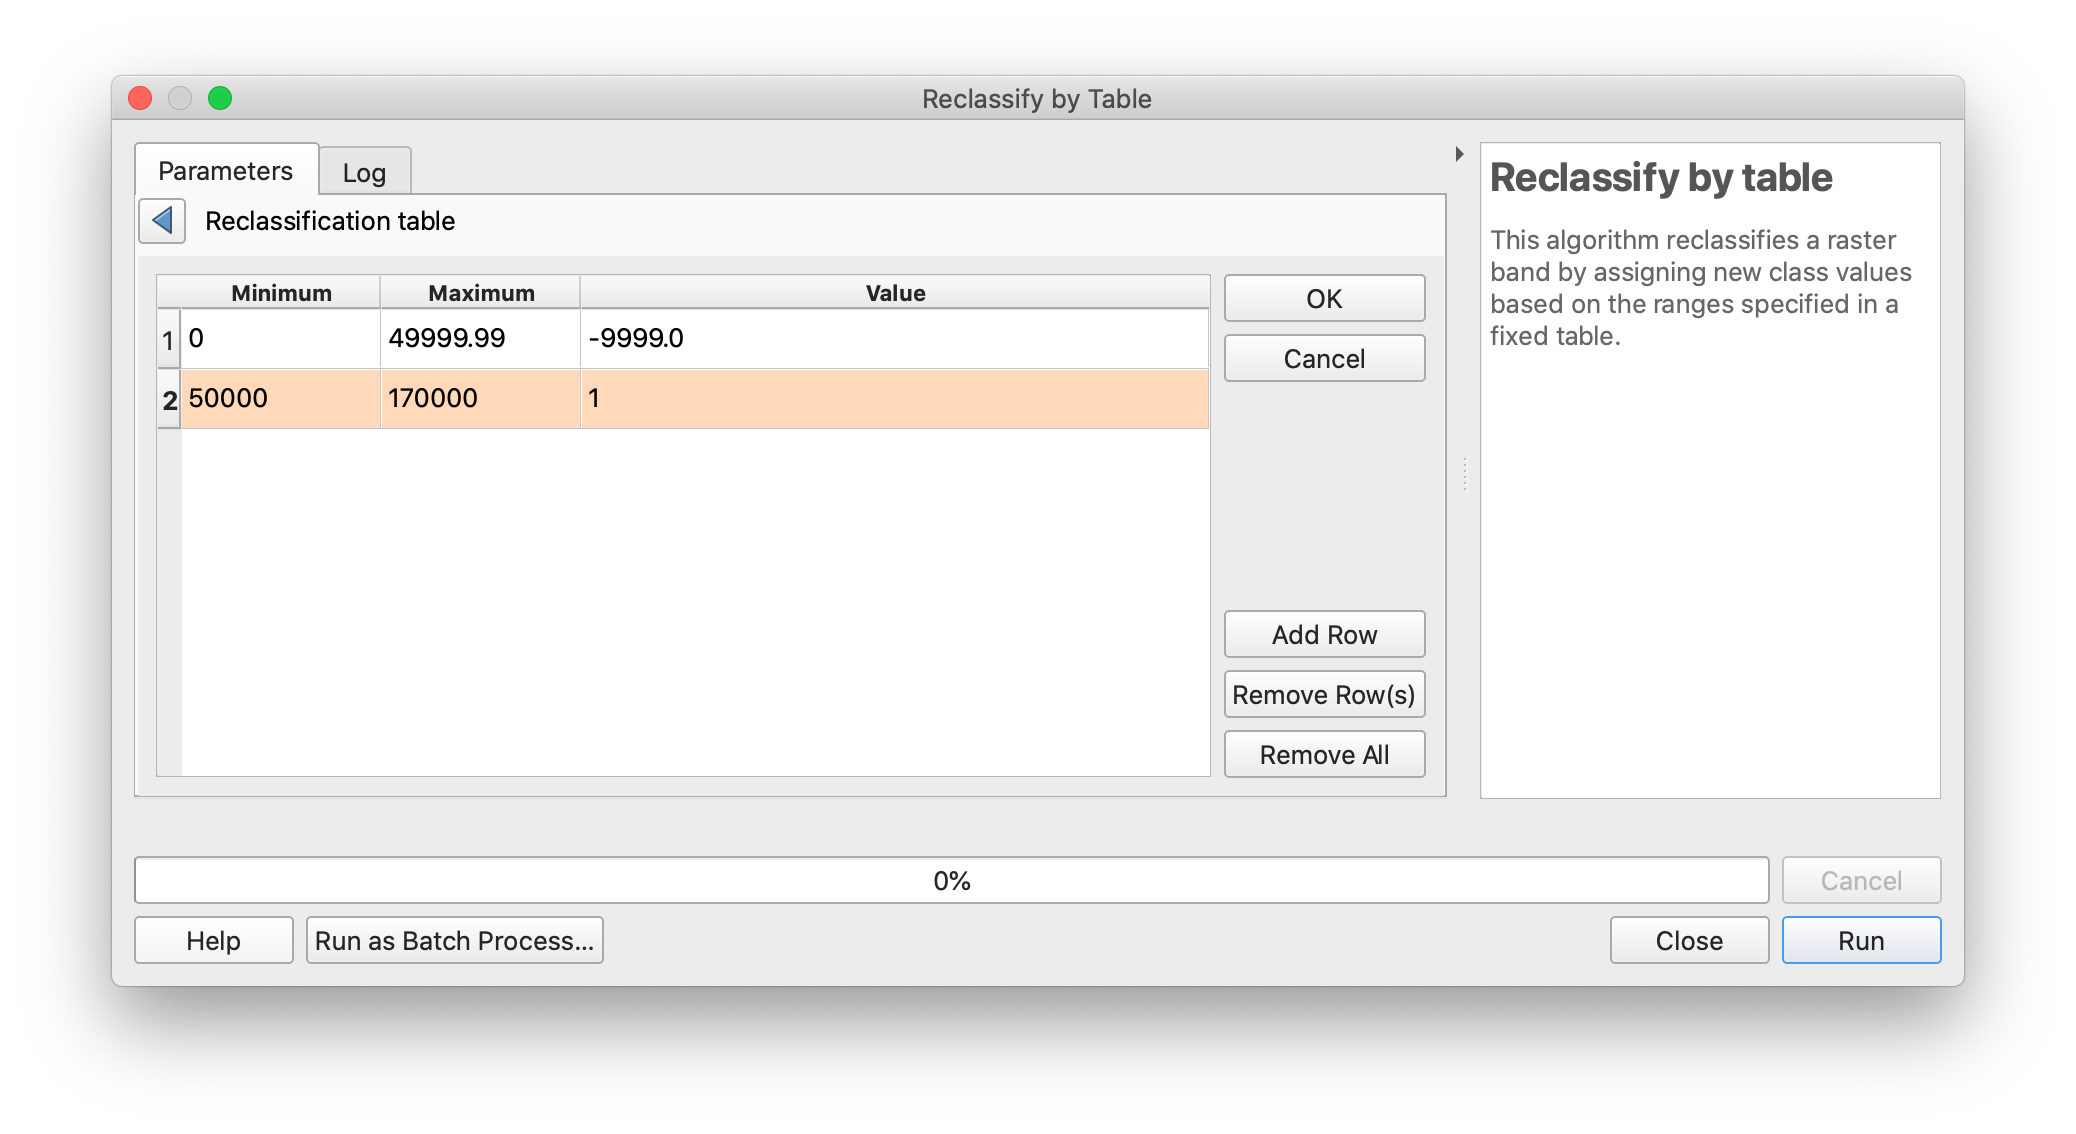 Reclassify by Table
Parameters
Log
Reclassification table
Minimum Maximum Value
1 0 49999.99 -9999.0
2 50000 170000 1
OK
Cancel
Add Row
Remove Row(s)
Remove All
Reclassify by table
This algorithm reclassifies a raster
band by assigning new class values
based on the ranges specified in a
fixed table.
0%
Cancel
Help
Run as Batch Process...
Close
Run